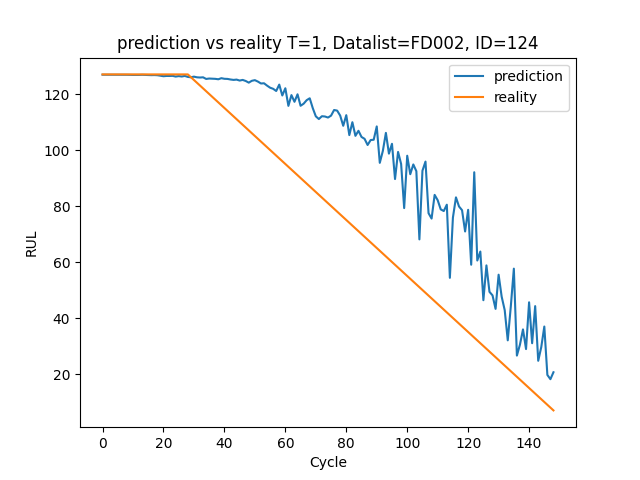 prediction vs reality T=1, Datalist=FD002, ID=124
prediction
reality
RUL
120
100
80
60
40
20
0 20 40 60 80 100 120 140
Cycle